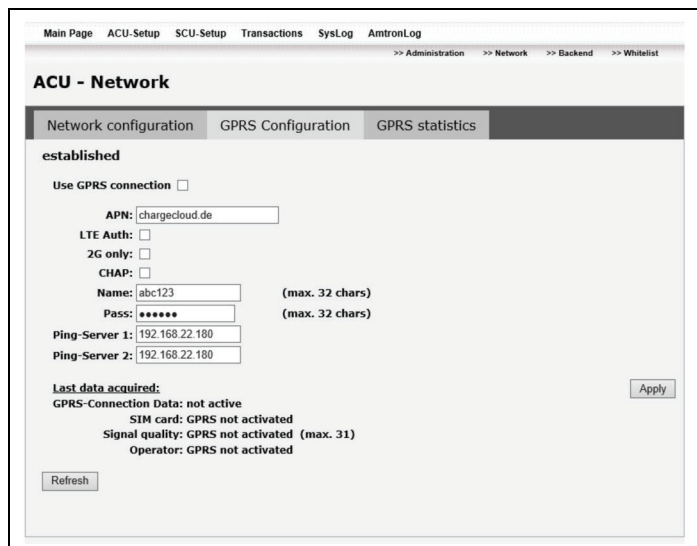 Main Page ACU-Setup SCU-Setup Transactions SysLog AmtronLog
>> Administration >> Network >> Backend >> Whitelist
ACU - Network
Network configuration GPRS Configuration GPRS statistics
established
Use GPRS connection
APN: chargecloud.de
LTE Auth:
2G only:
CHAP:
Name: abc123 (max. 32 chars)
Pass: ●●●●●● (max. 32 chars)
Ping-Server 1: 192.168.22.180
Ping-Server 2: 192.168.22.180
Last data acquired:
Apply
GPRS-Connection Data: not active
SIM card: GPRS not activated
Signal quality: GPRS not activated (max. 31)
Operator: GPRS not activated
Refresh